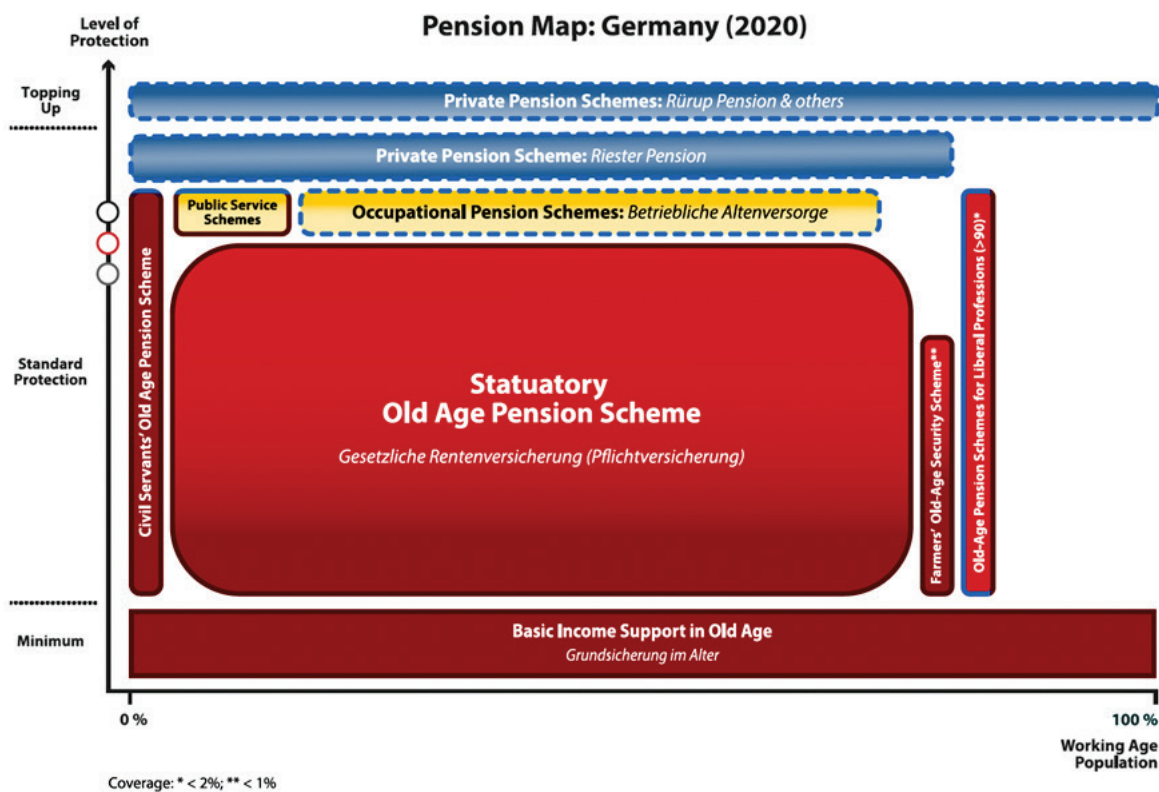 Pension Map: Germany (2020)
Level of
Protection
Topping
Up
Private Pension Schemes: Rürup Pension & others
Private Pension Scheme: Riester Pension
Public Service
Schemes
Occupational Pension Schemes: Betriebliche Altenversorge
Civil Servants' Old Age Pension Scheme
Standard
Protection
Statuatory
Old Age Pension Scheme
Gesetzliche Rentenversicherung (Pflichtversicherung)
Farmers' Old-Age Security Scheme**
Old-Age Pension Schemes for Liberal Professions (>90)*
Minimum
Basic Income Support in Old Age
Grundsicherung im Alter
0 %
100 %
Working Age
Population
Coverage: * < 2%; ** < 1%